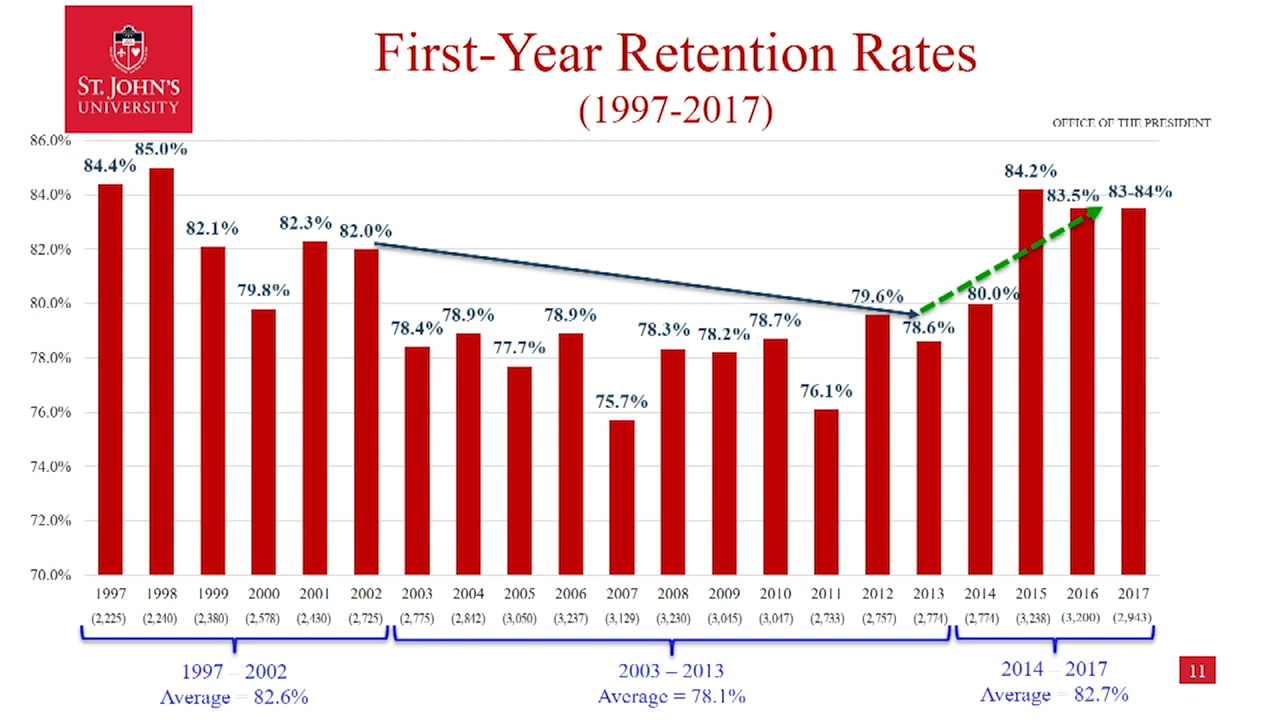 ST. JOHN'S
UNIVERSITY
First-Year Retention Rates
(1997-2017)
OFFICE OF THE PRESIDENT
86.0%
84.0%
82.0%
80.0%
78.0%
76.0%
74.0%
72.0%
70.0%
84.4% 85.0% 82.1% 79.8% 82.3% 82.0% 78.4% 78.9% 77.7% 78.9% 75.7% 78.3% 78.2% 78.7% 76.1% 79.6% 78.6% 80.0% 84.2% 83.5% 83-84%
1997 1998 1999 2000 2001 2002 2003 2004 2005 2006 2007 2008 2009 2010 2011 2012 2013 2014 2015 2016 2017
(2,225) (2,240) (2,380) (2,578) (2,430) (2,725) (2,775) (2,842) (3,050) (3,237) (3,129) (3,230) (3,045) (3,047) (2,733) (2,757) (2,774) (2,774) (3,238) (3,200) (2,943)
1997 – 2002
Average = 82.6%
2003 – 2013
Average = 78.1%
2014 – 2017
Average = 82.7%
11